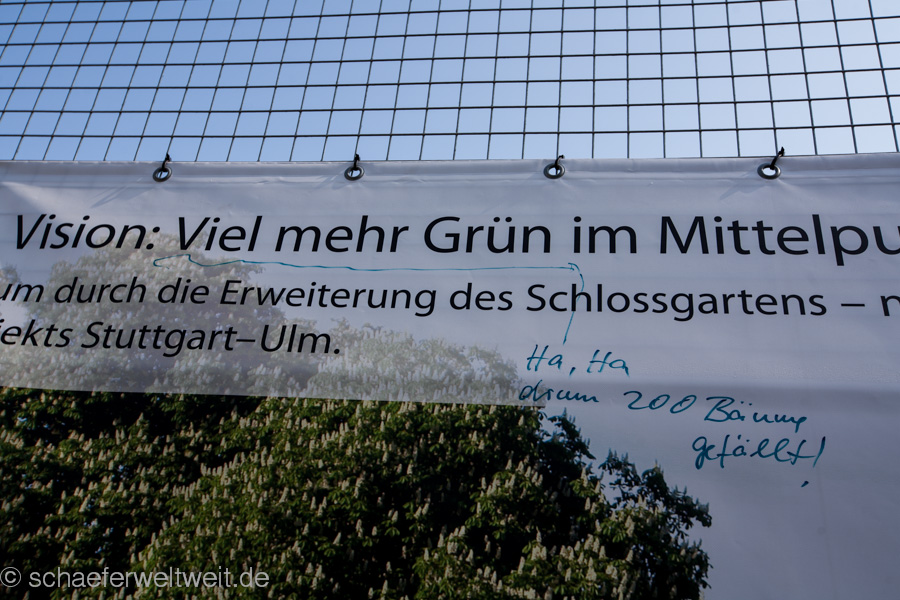 Vision: Viel mehr Grün im Mittelpu
um durch die Erweiterung des Schlossgartens – n
jekts Stuttgart–Ulm.
Ha, Ha
drum 200 Bäume
gefällt!
© schaeferweltweit.de